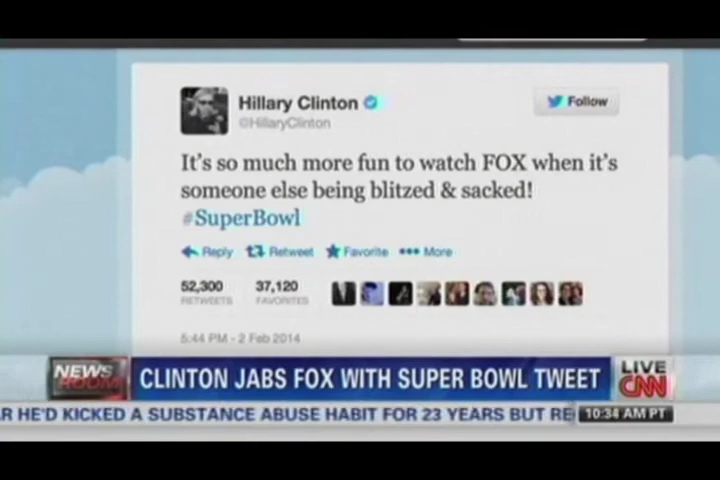 Hillary Clinton
@HillaryClinton
Follow
It's so much more fun to watch FOX when it's
someone else being blitzed & sacked!
#SuperBowl
Reply Retweet Favorite More
52,300 37,120
RETWEETS FAVORITES
5:44 PM - 2 Feb 2014
NEWS
ROOM
CLINTON JABS FOX WITH SUPER BOWL TWEET
LIVE
CNN
R HE'D KICKED A SUBSTANCE ABUSE HABIT FOR 23 YEARS BUT RE
10:34 AM PT